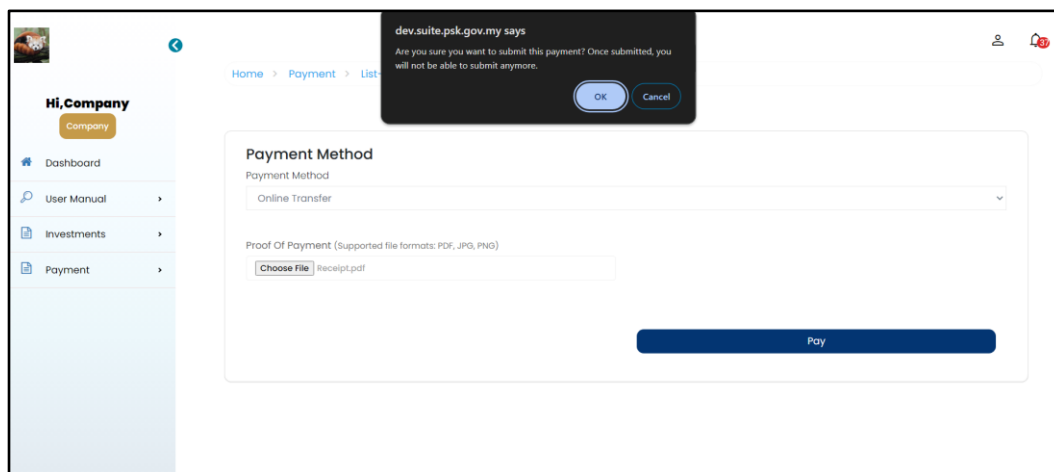 dev.suite.psk.gov.my says
Are you sure you want to submit this payment? Once submitted, you
will not be able to submit anymore.
OK
Cancel
37
Home > Payment > List-
Hi,Company
Company
Dashboard
User Manual
Investments
Payment
Payment Method
Payment Method
Online Transfer
Proof Of Payment (Supported file formats: PDF, JPG, PNG)
Choose File Receipt.pdf
Pay